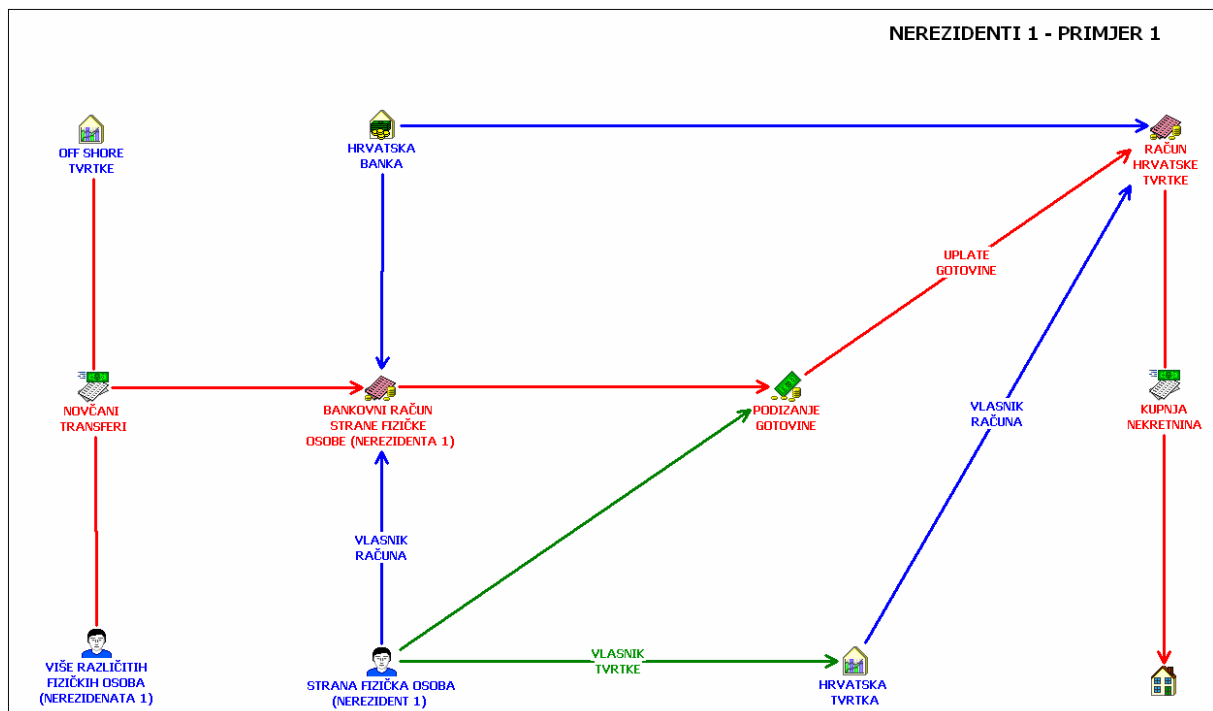 NEREZIDENTI 1 - PRIMJER 1
OFF SHORE
TVRTKE
HRVATSKA
BANKA
RAČUN
HRVATSKE
TVRTKE
UPLATE
GOTOVINE
NOVČANI
TRANSFERI
BANKOVNI RAČUN
STRANE FIZIČKE
OSOBE (NEREZIDENTA 1)
PODIZANJE
GOTOVINE
VLASNIK
RAČUNA
KUPNJA
NEKRETNINA
VLASNIK
RAČUNA
VIŠE RAZLIČITIH
FIZIČKIH OSOBA
(NEREZIDENATA 1)
STRANA FIZIČKA OSOBA
(NEREZIDENT 1)
VLASNIK
TVRTKE
HRVATSKA
TVRTKA